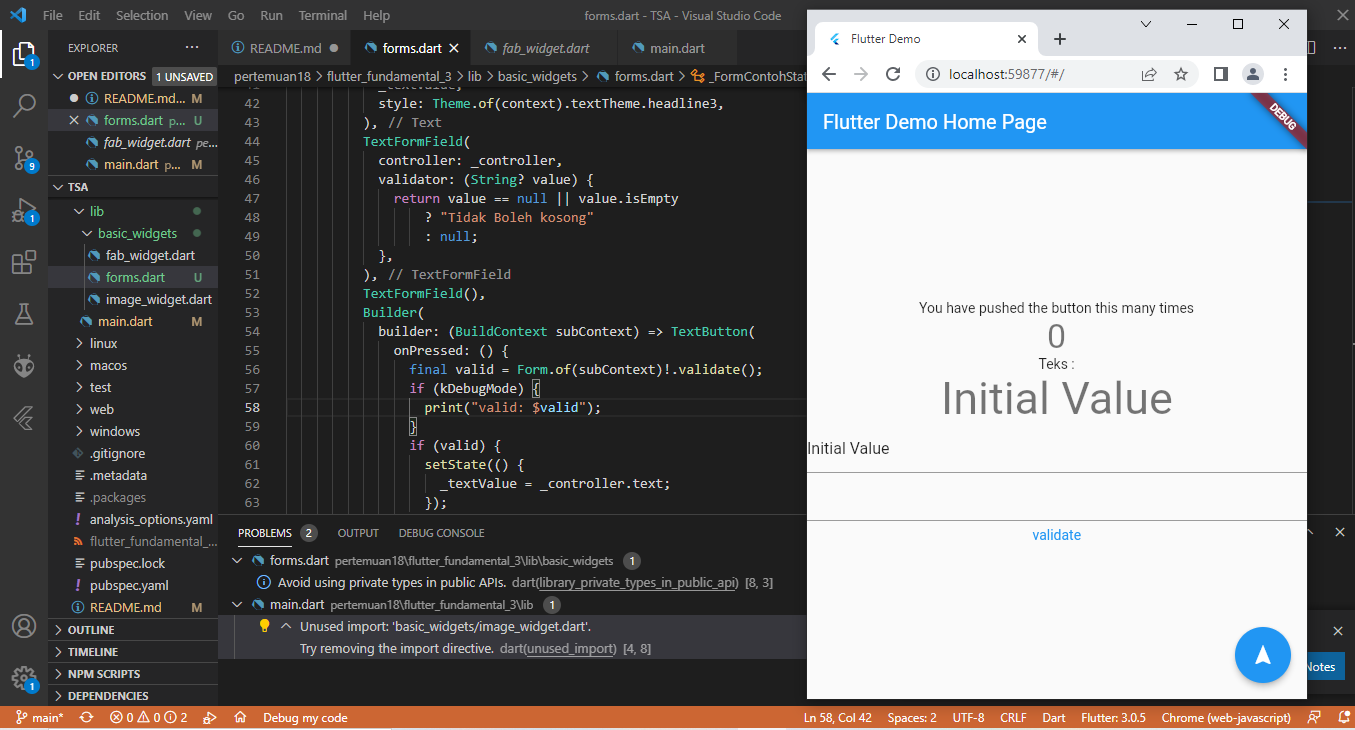 File Edit Selection View Go Run Terminal Help
forms.dart - TSA - Visual Studio Code
EXPLORER
OPEN EDITORS 1 UNSAVED
README.md... M
forms.dart p... U
fab_widget.dart pe...
main.dart p... M
TSA
lib
basic_widgets
fab_widget.dart
forms.dart U
image_widget.dart
main.dart M
linux
macos
test
web
windows
.gitignore
.metadata
.packages
analysis_options.yaml
flutter_fundamental_...
pubspec.lock
pubspec.yaml
README.md M
OUTLINE
TIMELINE
NPM SCRIPTS
DEPENDENCIES
1
9
1
1
README.md forms.dart fab_widget.dart main.dart
pertemuan18 > flutter_fundamental_3 > lib > basic_widgets > forms.dart > _FormContohStat
41 _textValue,
42 style: Theme.of(context).textTheme.headline3,
43 ), // Text
44 TextFormField(
45 controller: _controller,
46 validator: (String? value) {
47 return value == null || value.isEmpty
48 ? "Tidak Boleh kosong"
49 : null;
50 },
51 ), // TextFormField
52 TextFormField(),
53 Builder(
54 builder: (BuildContext subContext) => TextButton(
55 onPressed: () {
56 final valid = Form.of(subContext)!.validate();
57 if (kDebugMode) {
58 print("valid: $valid");
59 }
60 if (valid) {
61 setState(() {
62 _textValue = _controller.text;
63 });
PROBLEMS 2 OUTPUT DEBUG CONSOLE
forms.dart pertemuan18\flutter_fundamental_3\lib\basic_widgets 1
Avoid using private types in public APIs. dart(library_private_types_in_public_api) [8, 3]
main.dart pertemuan18\flutter_fundamental_3\lib 1
Unused import: 'basic_widgets/image_widget.dart'.
Try removing the import directive. dart(unused_import) [4, 8]
Flutter Demo
localhost:59877/#/
Flutter Demo Home Page
DEBUG
You have pushed the button this many times
0
Teks :
Initial Value
Initial Value
validate
Notes
main* 0 0 2 Debug my code Ln 58, Col 42 Spaces: 2 UTF-8 CRLF Dart Flutter: 3.0.5 Chrome (web-javascript)